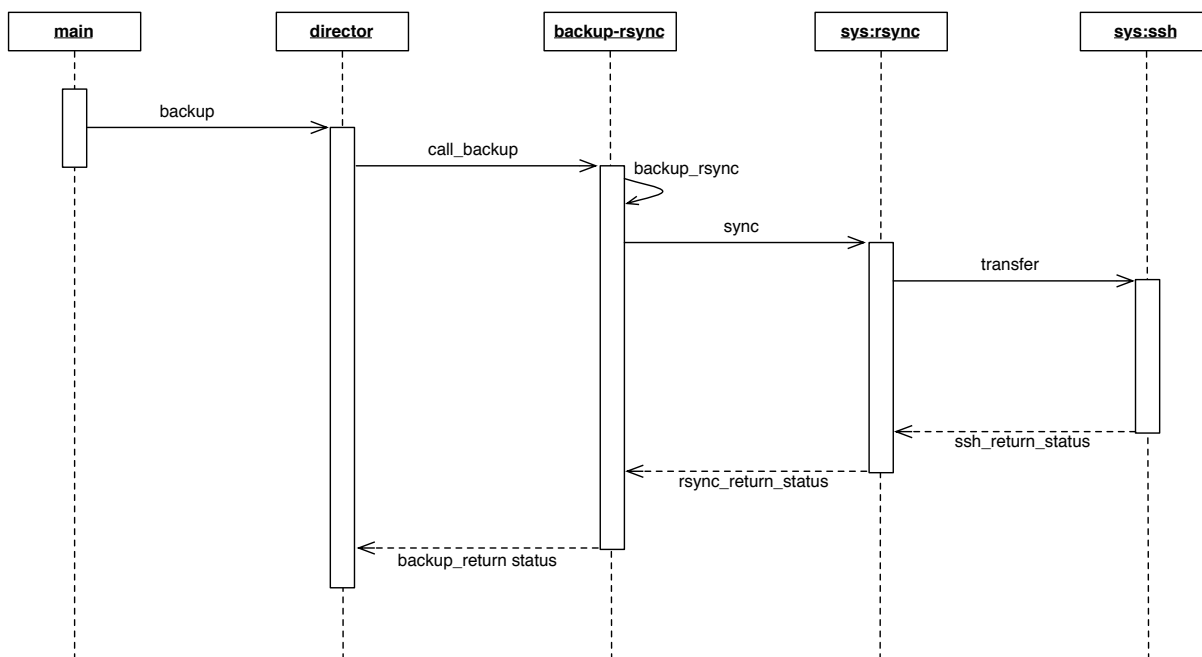 main
director
backup-rsync
sys:rsync
sys:ssh
backup
call_backup
backup_rsync
sync
transfer
ssh_return_status
rsync_return_status
backup_return status